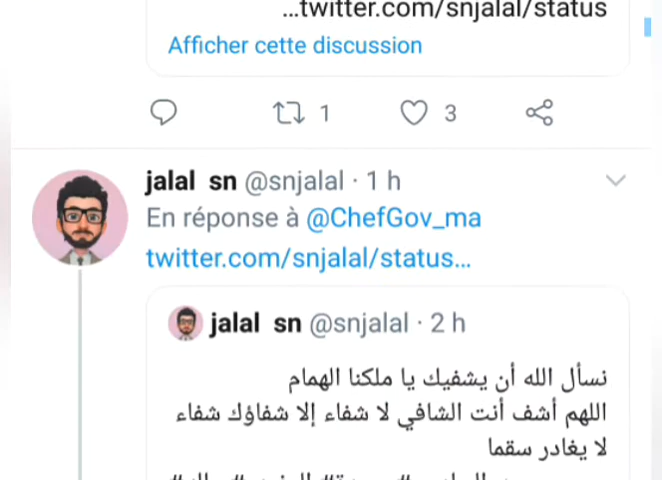 ...twitter.com/snjalal/status
Afficher cette discussion
1
3
jalal sn @snjalal · 1 h
En réponse à @ChefGov_ma
twitter.com/snjalal/status...
jalal sn @snjalal · 2 h
نسأل الله أن يشفيك يا ملكنا الهمام
اللهم أشف أنت الشافي لا شفاء إلا شفاؤك شفاء
لا يغادر سقما